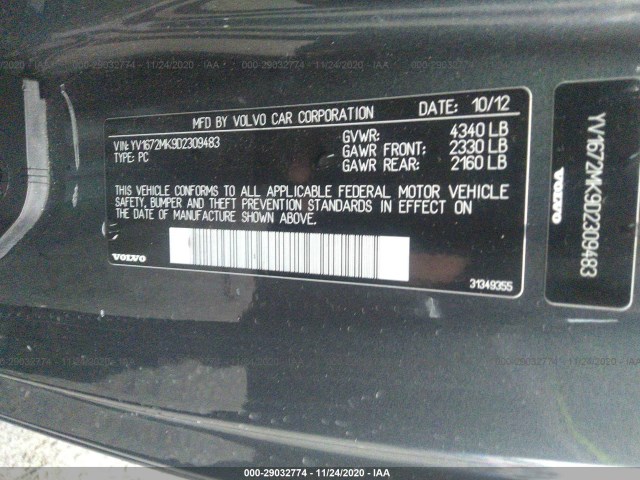 MFD BY VOLVO CAR CORPORATION DATE: 10/12
VIN: YV1672MK9D2309483
TYPE: PC
GVWR: 4340 LB
GAWR FRONT: 2330 LB
GAWR REAR: 2160 LB
THIS VEHICLE CONFORMS TO ALL APPLICABLE FEDERAL MOTOR VEHICLE
SAFETY, BUMPER AND THEFT PREVENTION STANDARDS IN EFFECT ON
THE DATE OF MANUFACTURE SHOWN ABOVE.
VOLVO
31349355
YV1672MK9D2309483
VOLVO
000-29032774 - 11/24/2020 - IAA